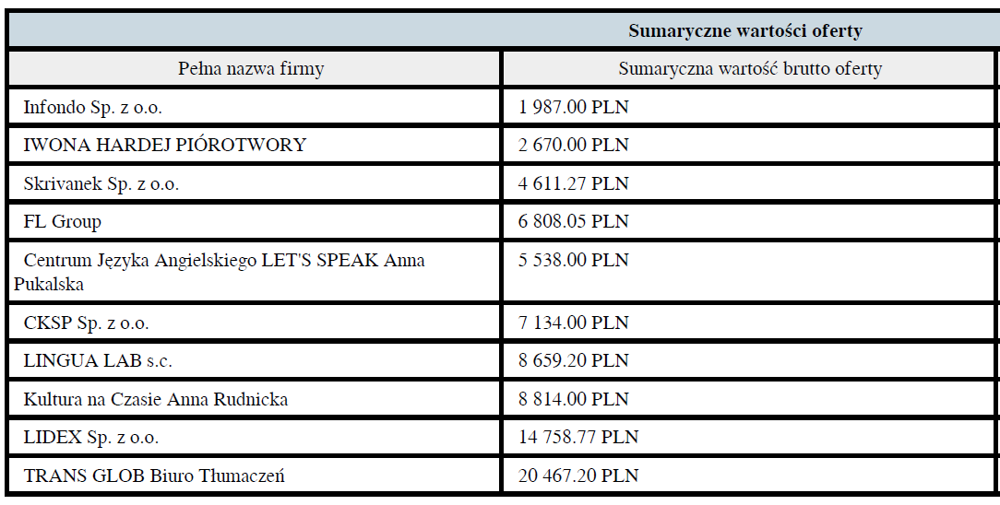 Sumaryczne wartości oferty
Pełna nazwa firmy Sumaryczna wartość brutto oferty
Infondo Sp. z o.o. 1 987.00 PLN
IWONA HARDEJ PIÓROTWORY 2 670.00 PLN
Skrivanek Sp. z o.o. 4 611.27 PLN
FL Group 6 808.05 PLN
Centrum Języka Angielskiego LET'S SPEAK Anna 5 538.00 PLN
Pukalska
CKSP Sp. z o.o. 7 134.00 PLN
LINGUA LAB s.c. 8 659.20 PLN
Kultura na Czasie Anna Rudnicka 8 814.00 PLN
LIDEX Sp. z o.o. 14 758.77 PLN
TRANS GLOB Biuro Tłumaczeń 20 467.20 PLN